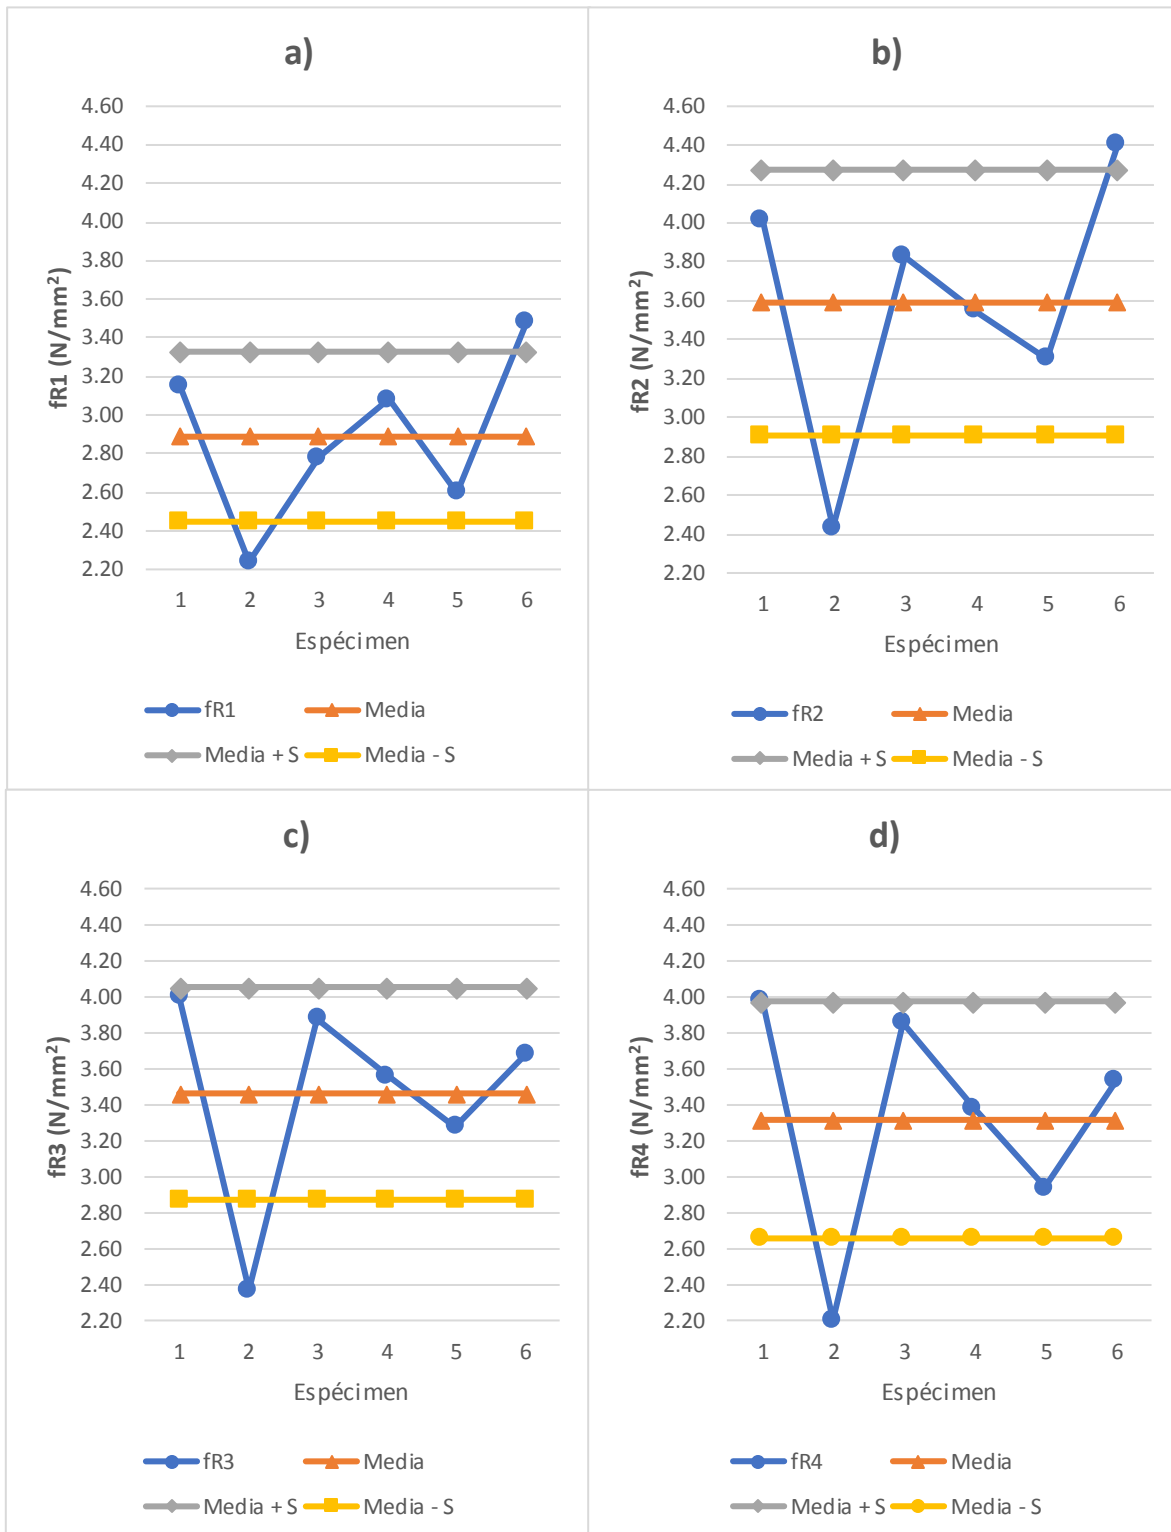 a)
4.60
4.40
4.20
4.00
3.80
3.60
3.40
3.20
3.00
2.80
2.60
2.40
2.20
fR1 (N/mm²)
1 2 3 4 5 6
Espécimen
fR1 Media
Media + S Media - S
b)
4.60
4.40
4.20
4.00
3.80
3.60
3.40
3.20
3.00
2.80
2.60
2.40
2.20
fR2 (N/mm²)
1 2 3 4 5 6
Espécimen
fR2 Media
Media + S Media - S
c)
4.60
4.40
4.20
4.00
3.80
3.60
3.40
3.20
3.00
2.80
2.60
2.40
2.20
fR3 (N/mm²)
1 2 3 4 5 6
Espécimen
fR3 Media
Media + S Media - S
d)
4.60
4.40
4.20
4.00
3.80
3.60
3.40
3.20
3.00
2.80
2.60
2.40
2.20
fR4 (N/mm²)
1 2 3 4 5 6
Espécimen
fR4 Media
Media + S Media - S